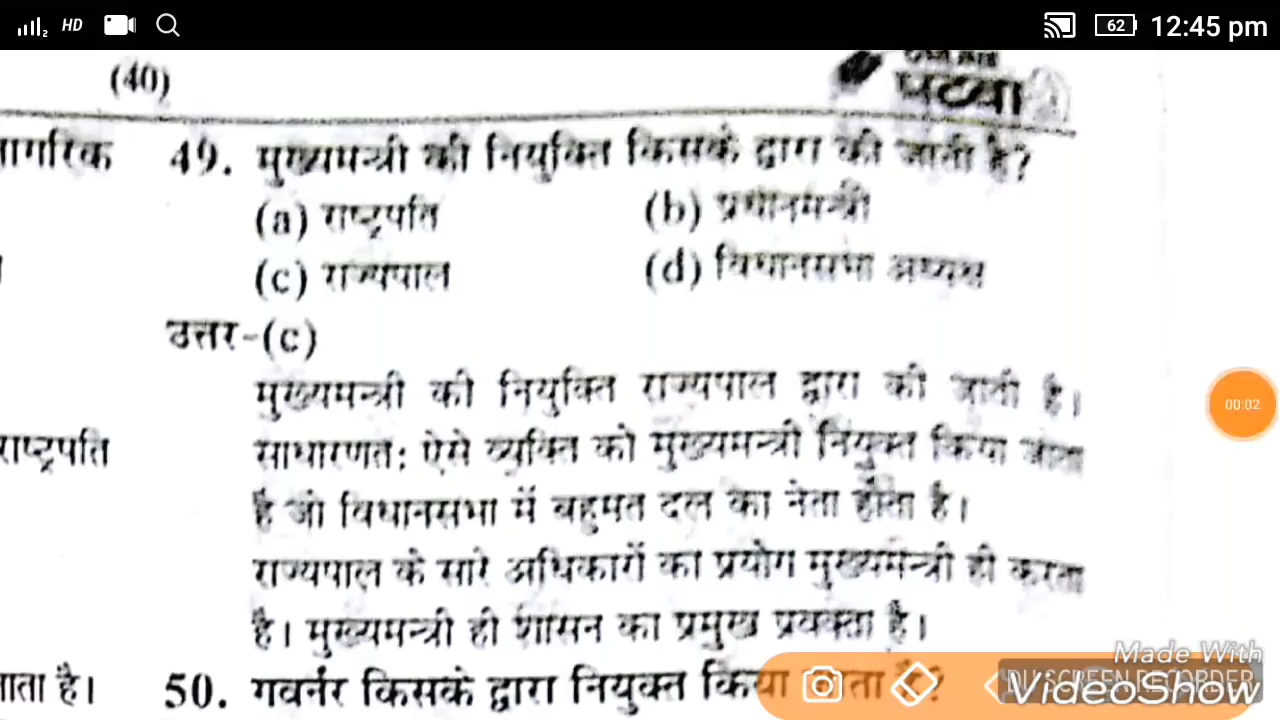 HD
62 12:45 pm
(40)
पटवा
49. मुख्यमन्त्री की नियुक्ति किसके द्वारा की जाती है?
(a) राष्ट्रपति (b) प्रधानमन्त्री
(c) राज्यपाल (d) विधानसभा अध्यक्ष
उत्तर-(c)
मुख्यमन्त्री की नियुक्ति राज्यपाल द्वारा की जाती है।
साधारणतः ऐसे व्यक्ति को मुख्यमन्त्री नियुक्त किया जाता
है जो विधानसभा में बहुमत दल का नेता होता है।
राज्यपाल के सारे अधिकारों का प्रयोग मुख्यमन्त्री ही करता
है। मुख्यमन्त्री ही शासन का प्रमुख प्रवक्ता है।
50. गवर्नर किसके द्वारा नियुक्त किया जाता है?
राष्ट्रपति
00:02
Made With
VideoShow